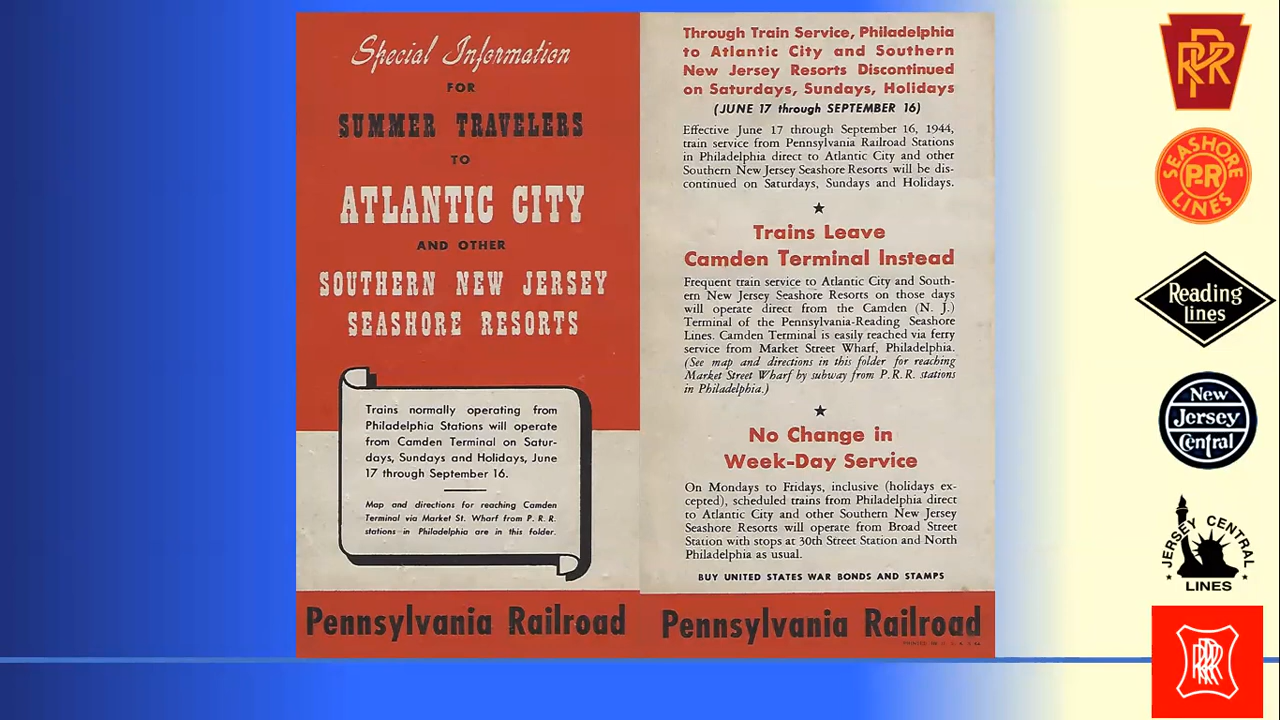 Special Information
FOR
SUMMER TRAVELERS
TO
ATLANTIC CITY
AND OTHER
SOUTHERN NEW JERSEY
SEASHORE RESORTS
Trains normally operating from
Philadelphia Stations will operate
from Camden Terminal on Satur-
days, Sundays and Holidays, June
17 through September 16.
Map and directions for reaching Camden
Terminal via Market St. Wharf from P. R. R.
stations in Philadelphia are in this folder.
Pennsylvania Railroad
Through Train Service, Philadelphia
to Atlantic City and Southern
New Jersey Resorts Discontinued
on Saturdays, Sundays, Holidays
(JUNE 17 through SEPTEMBER 16)
Effective June 17 through September 16, 1944,
train service from Pennsylvania Railroad Stations
in Philadelphia direct to Atlantic City and other
Southern New Jersey Seashore Resorts will be dis-
continued on Saturdays, Sundays and Holidays.
Trains Leave
Camden Terminal Instead
Frequent train service to Atlantic City and South-
ern New Jersey Seashore Resorts on those days
will operate direct from the Camden (N. J.)
Terminal of the Pennsylvania-Reading Seashore
Lines. Camden Terminal is easily reached via ferry
service from Market Street Wharf, Philadelphia.
(See map and directions in this folder for reaching
Market Street Wharf by subway from P. R. R. stations
in Philadelphia.)
No Change in
Week-Day Service
On Mondays to Fridays, inclusive (holidays ex-
cepted), scheduled trains from Philadelphia direct
to Atlantic City and other Southern New Jersey
Seashore Resorts will operate from Broad Street
Station with stops at 30th Street Station and North
Philadelphia as usual.
BUY UNITED STATES WAR BONDS AND STAMPS
Pennsylvania Railroad
PRR
SEASHORE
P-R
LINES
Reading
Lines
New
Jersey
Central
JERSEY CENTRAL
LINES